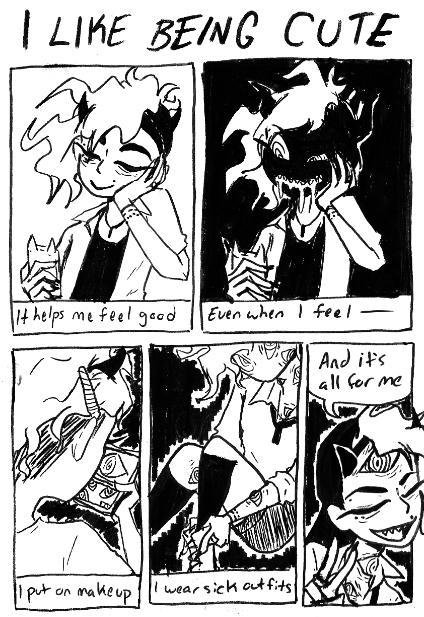 I LIKE BEING CUTE
It helps me feel good
Even when I feel —
I put on makeup
I wear sick outfits
And it's
all for me